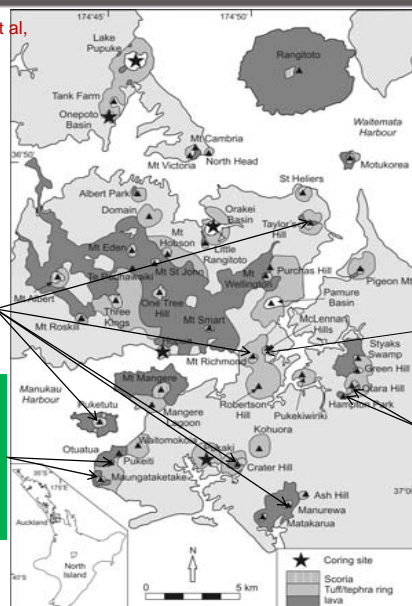 t al,
174°45'
174°50'
Lake
Pupuke
Rangitoto
Tank Farm
Onepoto
Basin
Waitemata
Harbour
36°50'
Mt Cambria
Mt Victoria
North Head
Motukorea
Albert Park
St Heliers
Domain
Orakei
Basin
Taylor's
Hill
Mt Eden
Mt
Hobson
Little
Rangitoto
Te Pouhawaiki
Mt St John
Mt
Wellington
Purchas Hill
Pigeon Mt
Mt Albert
One Tree
Hill
Panmure
Basin
Three
Kings
Mt Smart
McLennan
Hills
Mt Roskill
Mt Richmond
Styaks
Swamp
Green Hill
Otara Hill
Hampton Park
Manukau
Harbour
Mt Mangere
Puketutu
Mangere
Lagoon
Robertson
Hill
Pukekiwiriki
Kohuora
Otuataua
Waitomokoia
Pukeiti
Pukaki
Crater Hill
Maungataketake
37°00'
Ash Hill
Manurewa
Matakarua
Auckland
North
Island
N
0
5 km
Coring site
Scoria
Tuff/tephra ring
lava